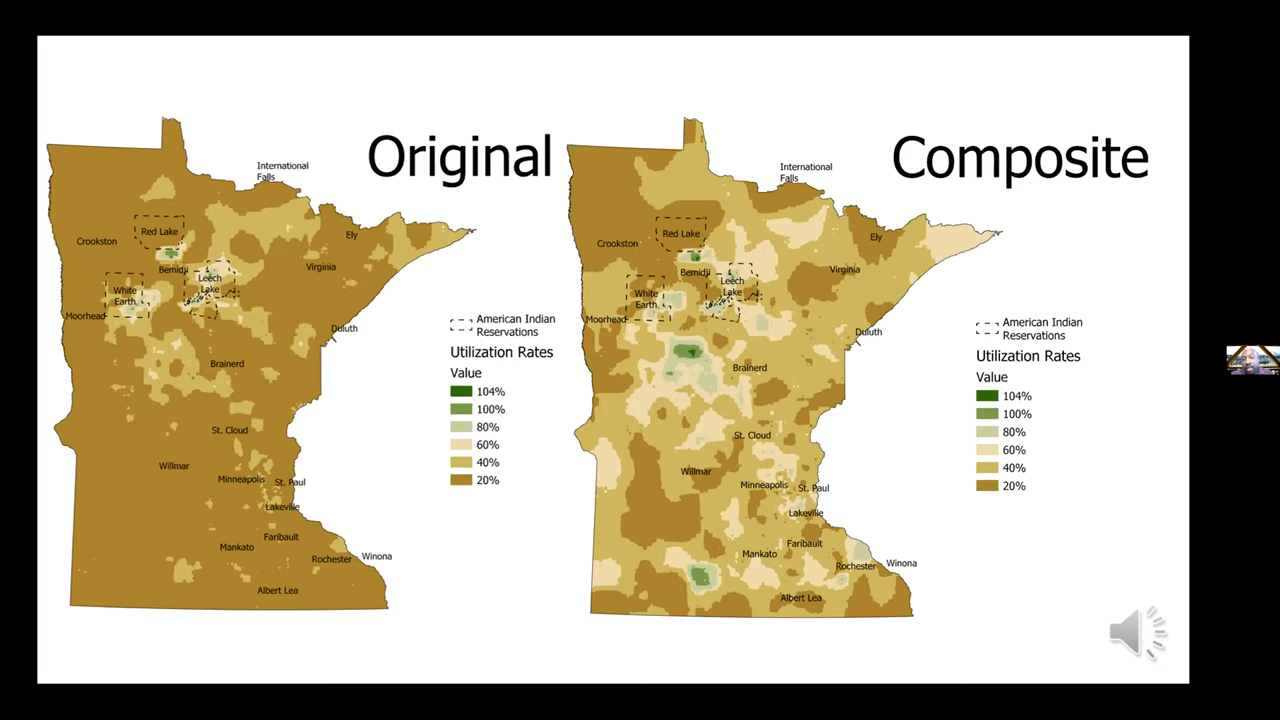 Original
International
Falls
Red Lake
Crookston
Ely
Bemidji
Virginia
Leech
Lake
White
Earth
Moorhead
Duluth
Brainerd
St. Cloud
Willmar
Minneapolis
St. Paul
Lakeville
Faribault
Mankato
Rochester
Winona
Albert Lea
American Indian
Reservations
Utilization Rates
Value
104%
100%
80%
60%
40%
20%
Composite
International
Falls
Red Lake
Crookston
Ely
Bemidji
Virginia
Leech
Lake
White
Earth
Moorhead
Duluth
Brainerd
St. Cloud
Willmar
Minneapolis
St. Paul
Lakeville
Faribault
Mankato
Rochester
Winona
Albert Lea
American Indian
Reservations
Utilization Rates
Value
104%
100%
80%
60%
40%
20%